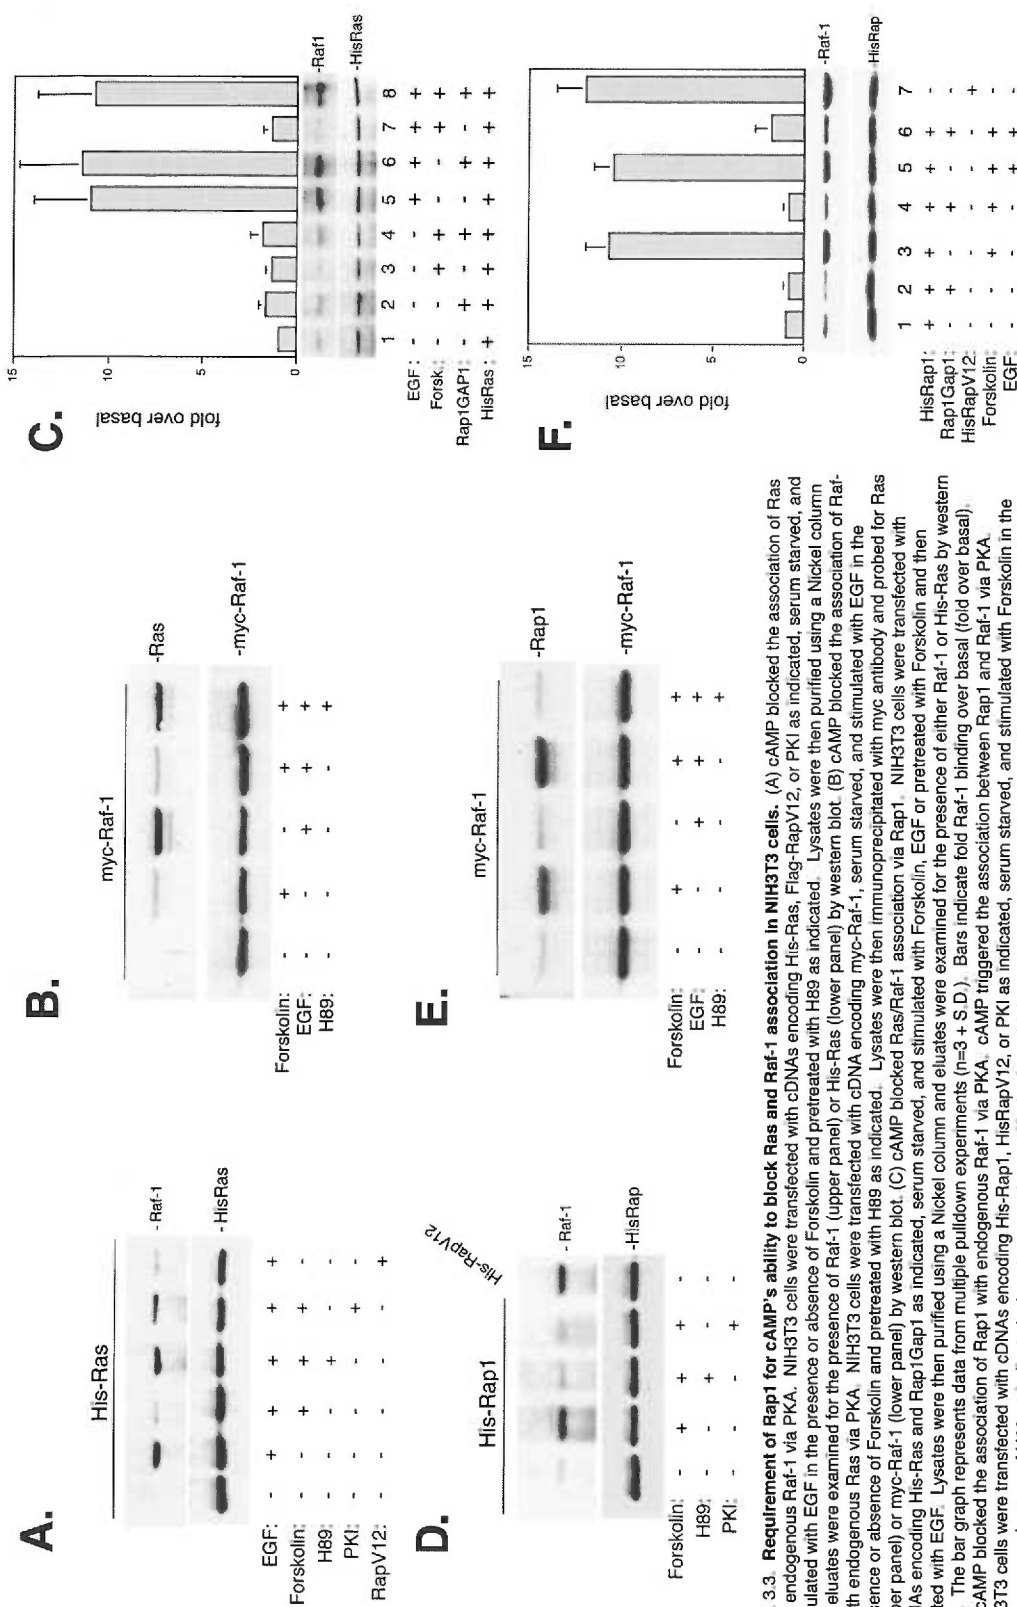 A.
His-Ras
- Raf-1
- HisRas
EGF: - + + + + +
Forskolin: - - + + + -
H89: - - - + - -
PKI: - - - - + -
RapV12: - - - - - +
B.
myc-Raf-1
-Ras
-myc-Raf-1
Forskolin: - + - + +
EGF: - - + + +
H89: - - - - +
C.
fold over basal
15
10
5
0
-Raf1
-HisRas
1 2 3 4 5 6 7 8
EGF: - - - - + + + +
Forsk.: - - + + - - + +
Rap1GAP1: - + - + - + - +
HisRas: + + + + + + + +
D.
His-Rap1
His-RapV12
- Raf-1
-HisRap
Forskolin: - + + + -
H89: - - + - -
PKI: - - - + -
E.
myc-Raf-1
-Rap1
-myc-Raf-1
Forskolin: - + - + +
EGF: - - + + +
H89: - - - - +
F.
fold over basal
15
10
5
0
-Raf-1
-HisRap
1 2 3 4 5 6 7
HisRap1: + + + + + + -
Rap1Gap1: - + - + - + -
HisRapV12: - - - - - - +
Forskolin: - - + + + + -
EGF: - - - - + + -
3.3. Requirement of Rap1 for cAMP's ability to block Ras and Raf-1 association in NIH3T3 cells. (A) cAMP blocked the association of Ras
endogenous Raf-1 via PKA. NIH3T3 cells were transfected with cDNAs encoding His-Ras, Flag-RapV12, or PKI as indicated, serum starved, and
ulated with EGF in the presence or absence of Forskolin and pretreated with H89 as indicated. Lysates were then purified using a Nickel column
eluates were examined for the presence of Raf-1 (upper panel) or His-Ras (lower panel) by western blot. (B) cAMP blocked the association of Raf-
th endogenous Ras via PKA. NIH3T3 cells were transfected with cDNA encoding myc-Raf-1, serum starved, and stimulated with EGF in the
sence or absence of Forskolin and pretreated with H89 as indicated. Lysates were then immunoprecipitated with myc antibody and probed for Ras
per panel) or myc-Raf-1 (lower panel) by western blot. (C) cAMP blocked Ras/Raf-1 association via Rap1. NIH3T3 cells were transfected with
As encoding His-Ras and Rap1Gap1 as indicated, serum starved, and stimulated with Forskolin, EGF or pretreated with Forskolin and then
ted with EGF. Lysates were then purified using a Nickel column and eluates were examined for the presence of either Raf-1 or His-Ras by western
The bar graph represents data from multiple pulldown experiments (n=3 + S.D.). Bars indicate fold Raf-1 binding over basal (fold over basal).
cAMP blocked the association of Rap1 with endogenous Raf-1 via PKA. cAMP triggered the association between Rap1 and Raf-1 via PKA.
3T3 cells were transfected with cDNAs encoding His-Rap1, HisRapV12, or PKI as indicated, serum starved, and stimulated with Forskolin in the